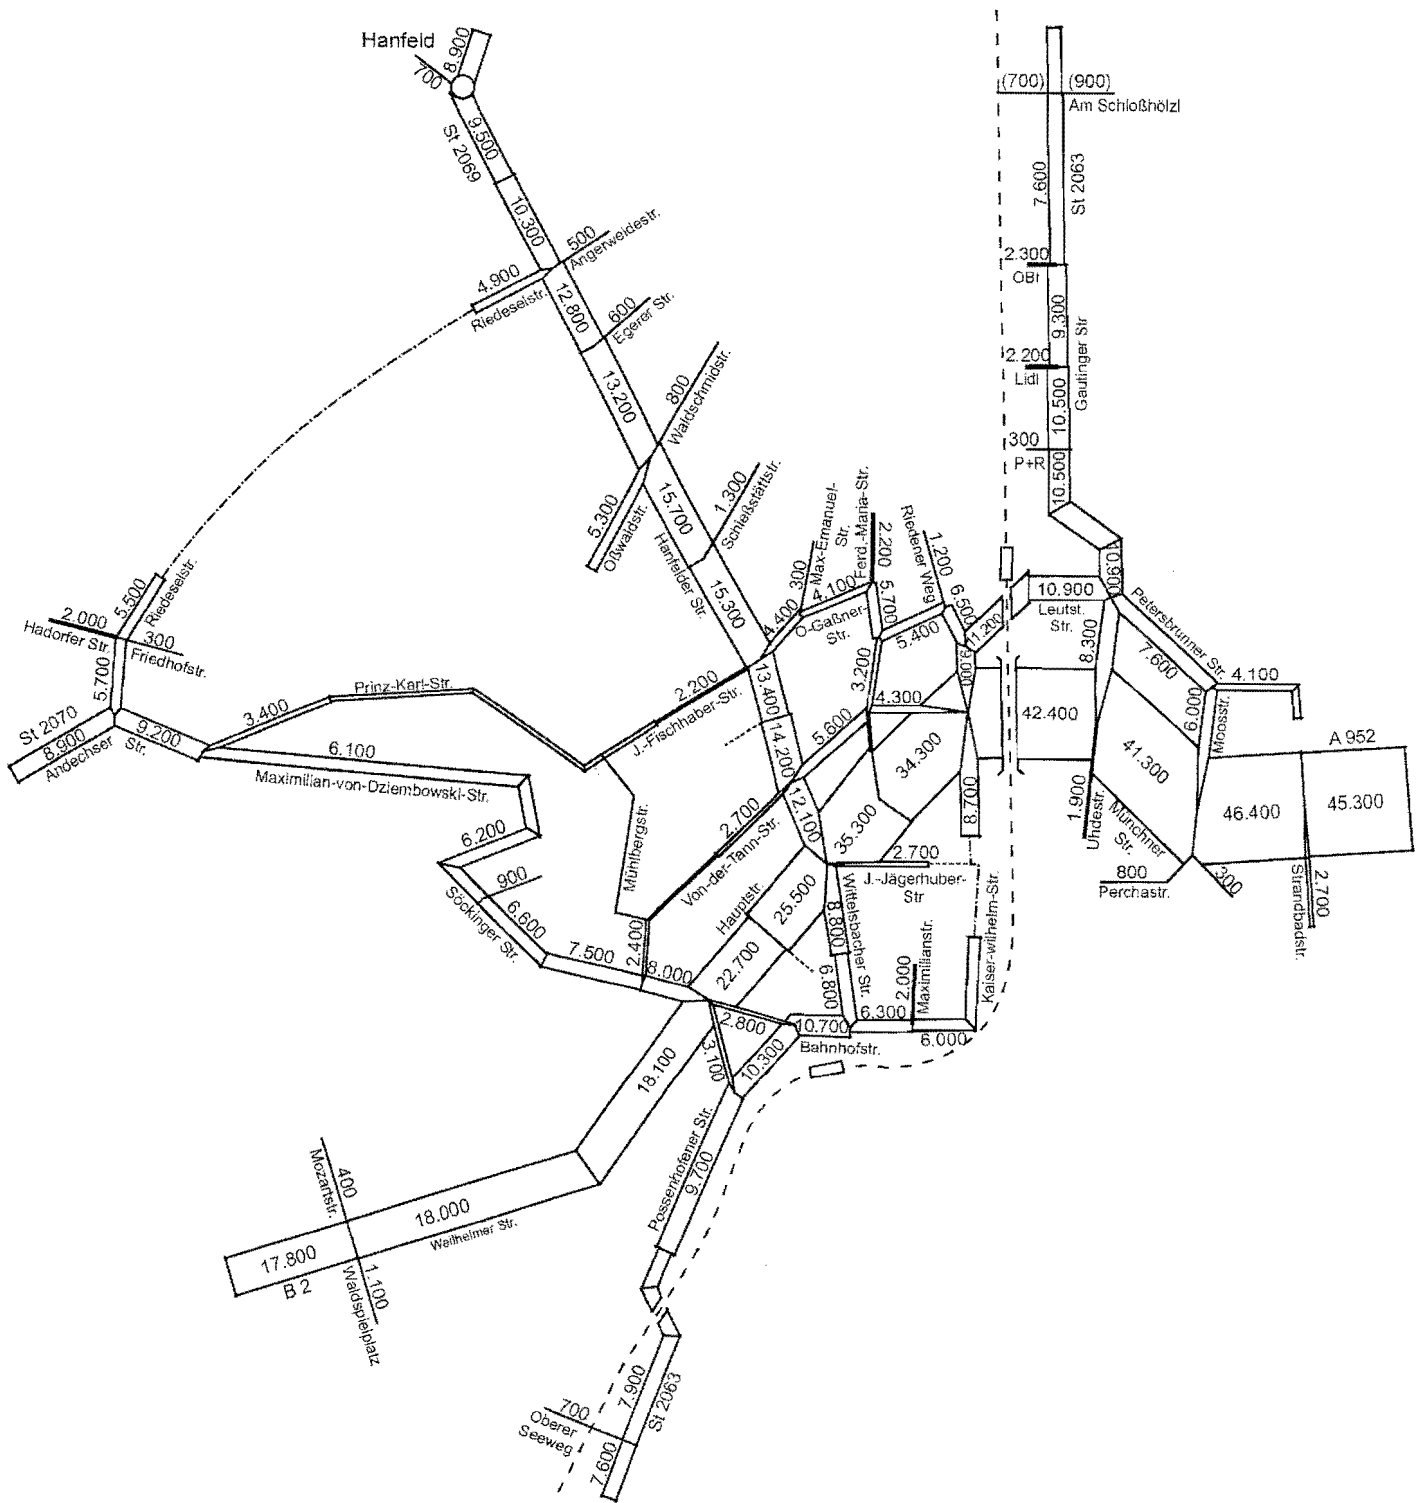 Hanfeld
8.900
700
9.500
St 2069
10.300
500
Angerweidestr.
4.900
Riedeselstr.
12.800
600
Egerer Str.
13.200
800
Waldschmidstr.
5.300
Oßwaldstr.
15.700
1.300
Schießstättstr.
Hanfelder Str.
15.300
(700)
(900)
Am Schloßhölzl
7.600
St 2063
2.300
OBI
9.300
Gautinger Str
2.200
Lidl
10.500
300
P+R
10.500
10.900
10.900
Leutst.
Str.
Petersbrunner Str.
7.600
8.300
4.100
6.000
Moosstr.
A 952
42.400
41.300
46.400
45.300
1.900
Uhdestr.
Münchner
Str.
800
Perchastr.
300
2.700
Strandbadstr.
4.400
300
Max-Emanuel-
Str.
4.100
O-Gaßner-
Str.
Ferd.-Maria-Str.
2.200
5.700
Riedener Weg
1.200
5.400
6.500
11.200
9.000
3.200
4.300
34.300
8.700
5.600
35.300
13.400
14.200
12.100
2.200
J.-Fischhaber-Str.
2.700
Von-der-Tann-Str.
2.700
J.-Jägerhuber-
Str
Hauptstr.
25.500
22.700
Wittelsbacher Str.
8.800
6.800
2.000
Maximilianstr.
Kaiser-wilhelm-Str.
6.300
6.000
10.700
Bahnhofstr.
2.800
3.100
10.300
5.500
Riedeselstr.
2.000
Hadorfer Str.
300
Friedhofstr.
5.700
St 2070
8.900
Andechser
Str.
9.200
3.400
Prinz-Karl-Str.
6.100
Maximilian-von-Dziembowski-Str.
6.200
900
6.600
Söckinger Str.
7.500
8.000
2.400
Mühlbergstr.
18.100
18.000
Weilheimer Str.
400
Mozartstr.
17.800
B 2
1.100
Waldspielplatz
Possenhofener Str.
9.700
7.900
St 2063
700
Oberer
Seeweg
7.600